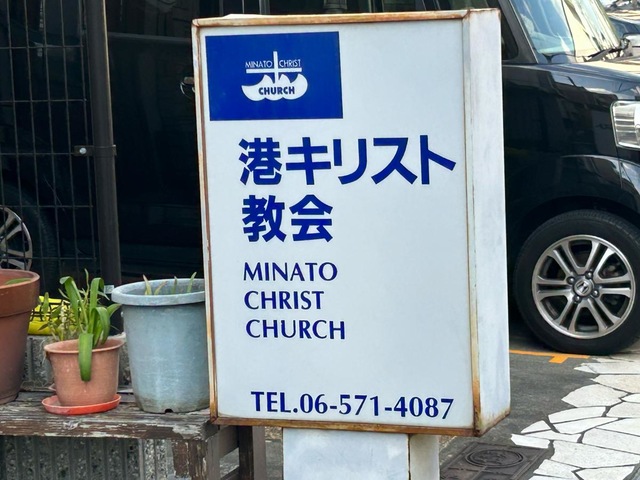 MINATO CHRIST
CHURCH
港キリスト
教会
MINATO
CHRIST
CHURCH
TEL.06-571-4087